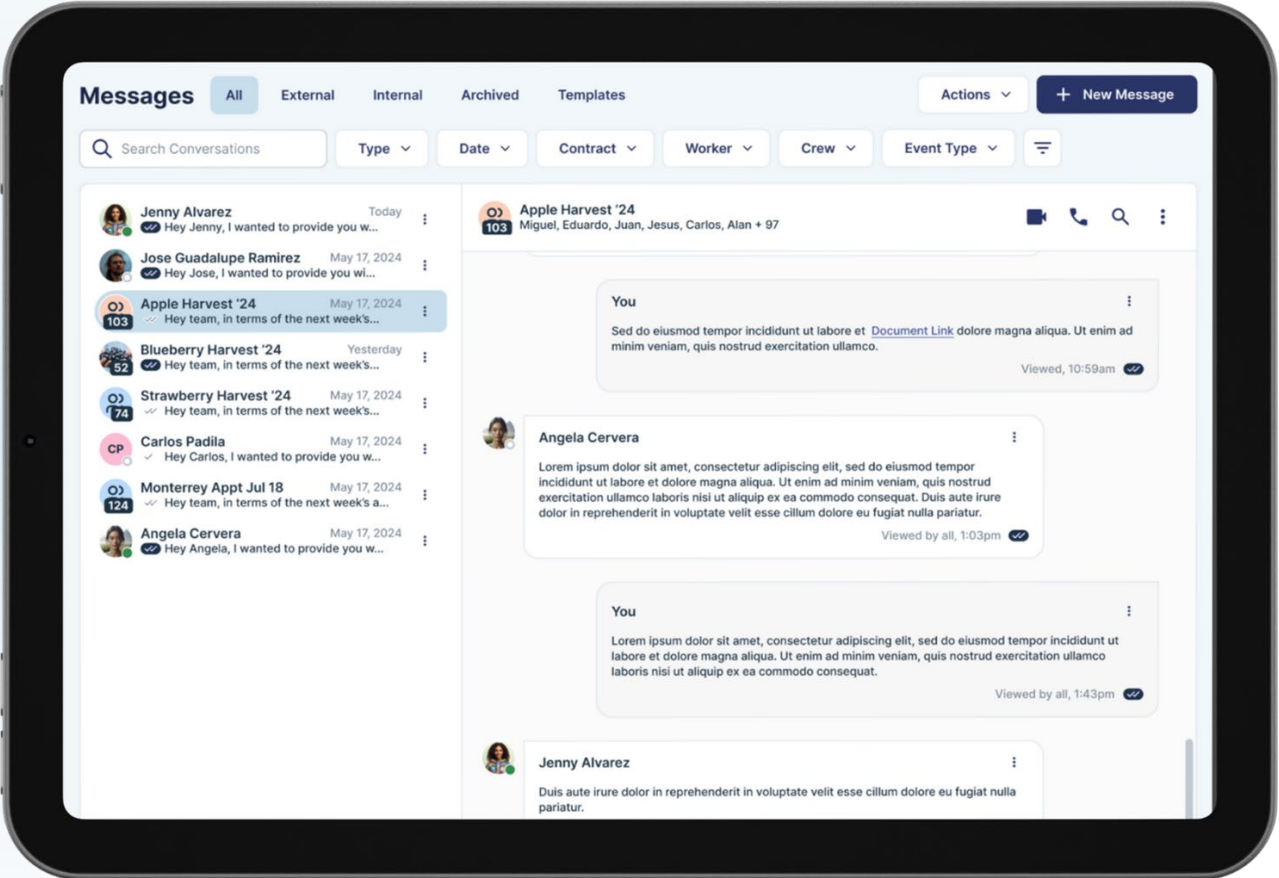 Messages All External Internal Archived Templates Actions + New Message
Search Conversations Type Date Contract Worker Crew Event Type
Jenny Alvarez Today
Hey Jenny, I wanted to provide you w...
Jose Guadalupe Ramirez May 17, 2024
Hey Jose, I wanted to provide you wi...
103 Apple Harvest '24 May 17, 2024
Hey team, in terms of the next week's...
52 Blueberry Harvest '24 Yesterday
Hey team, in terms of the next week's...
74 Strawberry Harvest '24 May 17, 2024
Hey team, in terms of the next week's...
CP Carlos Padila May 17, 2024
Hey Carlos, I wanted to provide you w...
124 Monterrey Appt Jul 18 May 17, 2024
Hey team, in terms of the next week's a...
Angela Cervera May 17, 2024
Hey Angela, I wanted to provide you w...
103 Apple Harvest '24
Miguel, Eduardo, Juan, Jesus, Carlos, Alan + 97
You
Sed do eiusmod tempor incididunt ut labore et Document Link dolore magna aliqua. Ut enim ad
minim veniam, quis nostrud exercitation ullamco.
Viewed, 10:59am
Angela Cervera
Lorem ipsum dolor sit amet, consectetur adipiscing elit, sed do eiusmod tempor
incididunt ut labore et dolore magna aliqua. Ut enim ad minim veniam, quis nostrud
exercitation ullamco laboris nisi ut aliquip ex ea commodo consequat. Duis aute irure
dolor in reprehenderit in voluptate velit esse cillum dolore eu fugiat nulla pariatur.
Viewed by all, 1:03pm
You
Lorem ipsum dolor sit amet, consectetur adipiscing elit, sed do eiusmod tempor incididunt ut
labore et dolore magna aliqua. Ut enim ad minim veniam, quis nostrud exercitation ullamco
laboris nisi ut aliquip ex ea commodo consequat.
Viewed by all, 1:43pm
Jenny Alvarez
Duis aute irure dolor in reprehenderit in voluptate velit esse cillum dolore eu fugiat nulla
pariatur.